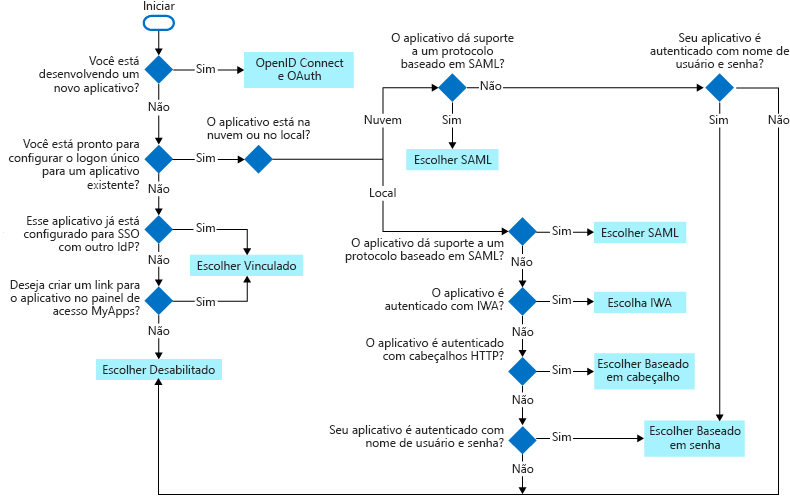 Iniciar
Você está
desenvolvendo um
novo aplicativo?
Sim
OpenID Connect
e OAuth
Não
Você está pronto para
configurar o logon único
para um aplicativo
existente?
Sim
O aplicativo está na
nuvem ou no local?
Nuvem
O aplicativo dá suporte
a um protocolo
baseado em SAML?
Não
Sim
Escolher SAML
Seu aplicativo é
autenticado com nome de
usuário e senha?
Sim
Não
Local
Não
Esse aplicativo já está
configurado para SSO
com outro IdP?
Sim
Escolher Vinculado
Não
Deseja criar um link para
o aplicativo no painel de
acesso MyApps?
Sim
Não
Escolher Desabilitado
O aplicativo dá suporte a um
protocolo baseado em SAML?
Sim
Escolher SAML
Não
O aplicativo é
autenticado com IWA?
Sim
Escolha IWA
Não
O aplicativo é autenticado
com cabeçalhos HTTP?
Sim
Escolher Baseado
em cabeçalho
Não
Seu aplicativo é autenticado com
nome de usuário e senha?
Sim
Escolher Baseado
em senha
Não